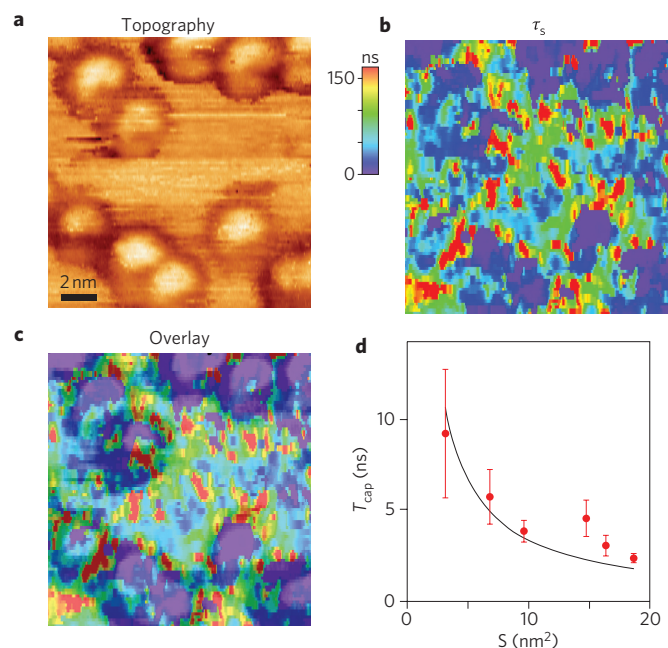 a
Topography
2 nm
ns
150
0
b
τs
c
Overlay
d
10
5
0
Tcap (ns)
0
10
20
S (nm²)